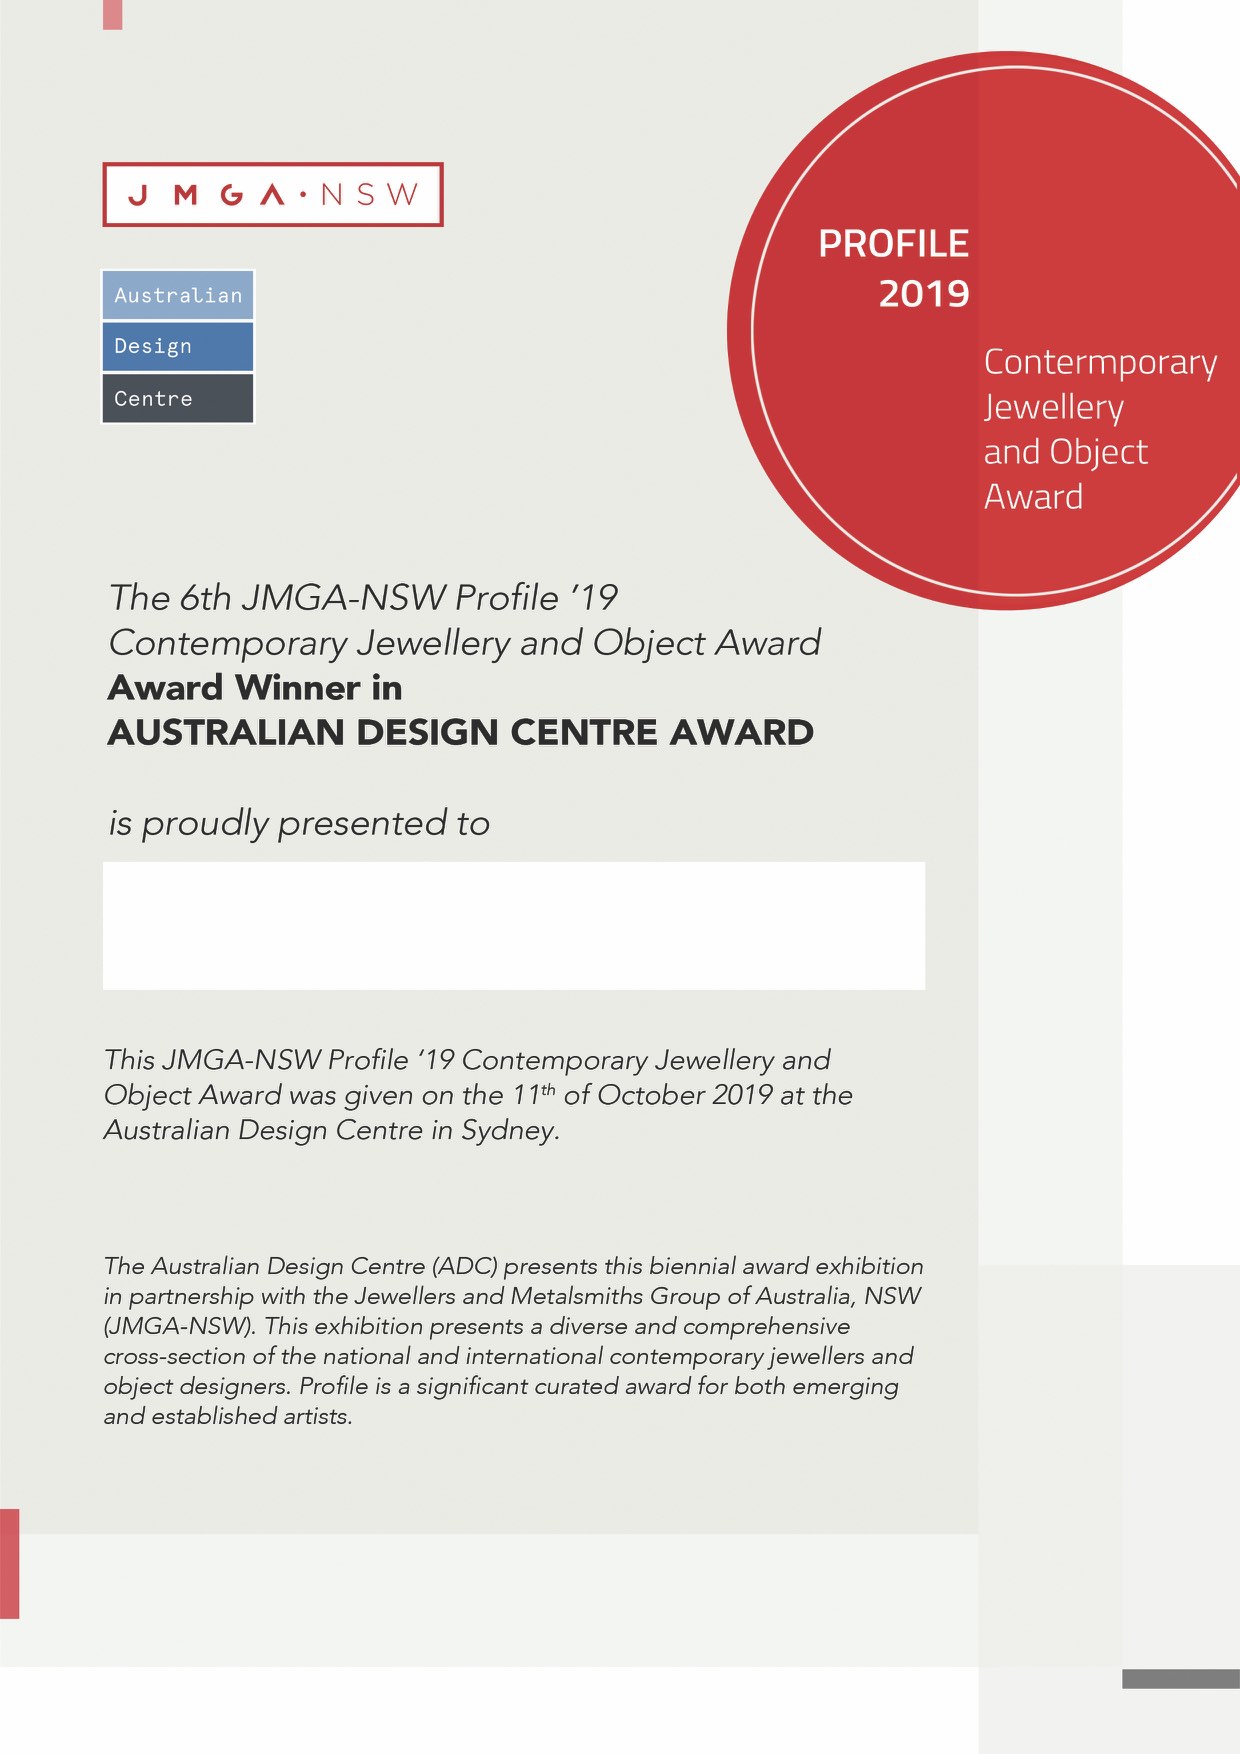 JMGA·NSW
Australian
Design
Centre
PROFILE
2019
Contermporary
Jewellery
and Object
Award
The 6th JMGA-NSW Profile ’19
Contemporary Jewellery and Object Award
Award Winner in
AUSTRALIAN DESIGN CENTRE AWARD
is proudly presented to
This JMGA-NSW Profile ‘19 Contemporary Jewellery and
Object Award was given on the 11th of October 2019 at the
Australian Design Centre in Sydney.
The Australian Design Centre (ADC) presents this biennial award exhibition
in partnership with the Jewellers and Metalsmiths Group of Australia, NSW
(JMGA-NSW). This exhibition presents a diverse and comprehensive
cross-section of the national and international contemporary jewellers and
object designers. Profile is a significant curated award for both emerging
and established artists.